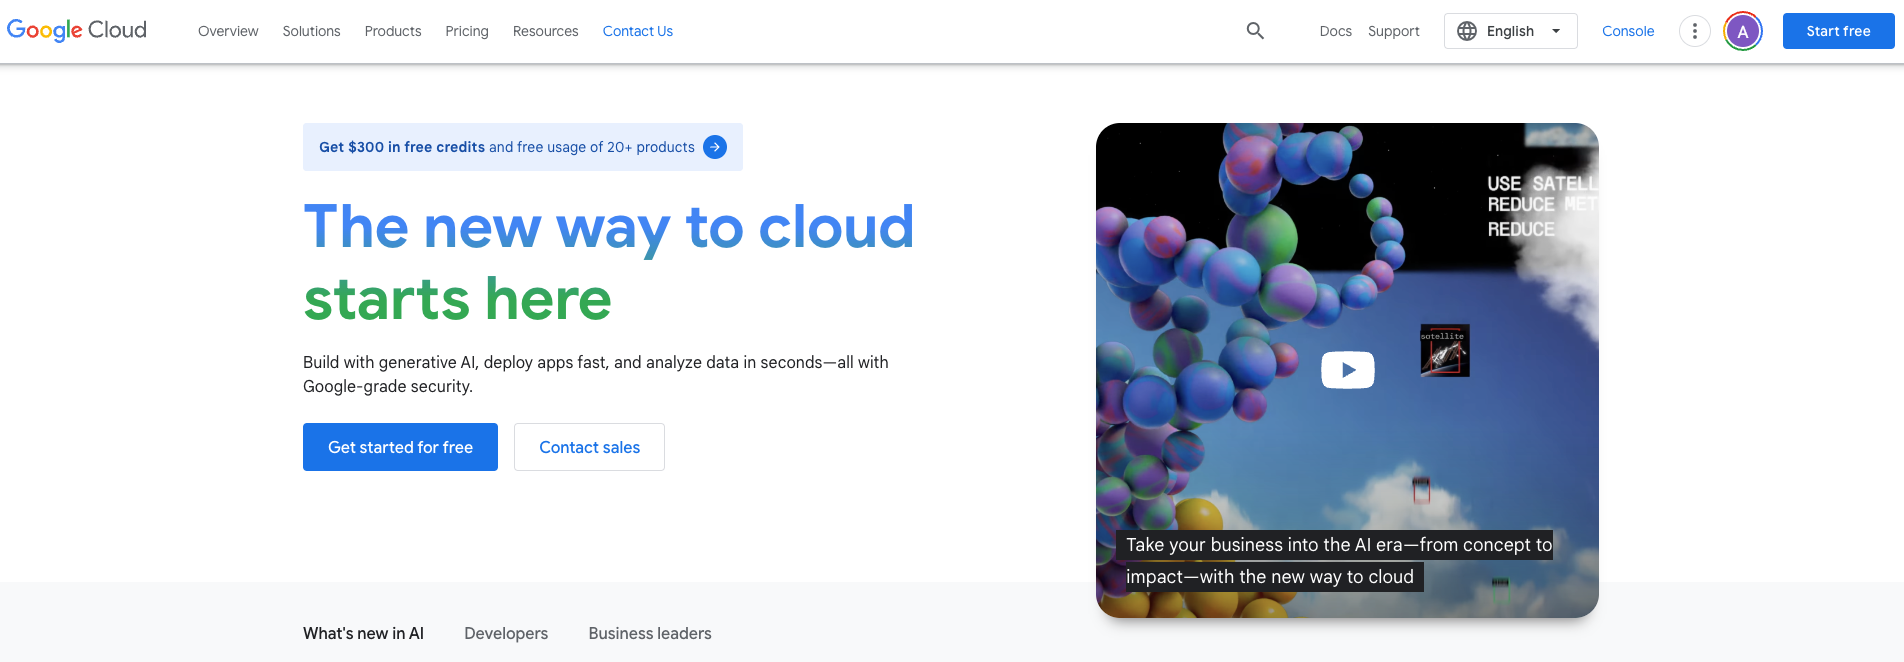 Google Cloud
Overview
Solutions
Products
Pricing
Resources
Contact Us
Docs
Support
English
Console
A
Start free
Get $300 in free credits and free usage of 20+ products
The new way to cloud
starts here
Build with generative AI, deploy apps fast, and analyze data in seconds—all with
Google-grade security.
Get started for free
Contact sales
USE SATELL
REDUCE MET
REDUCE
satellite
Take your business into the AI era—from concept to
impact—with the new way to cloud
What's new in AI
Developers
Business leaders